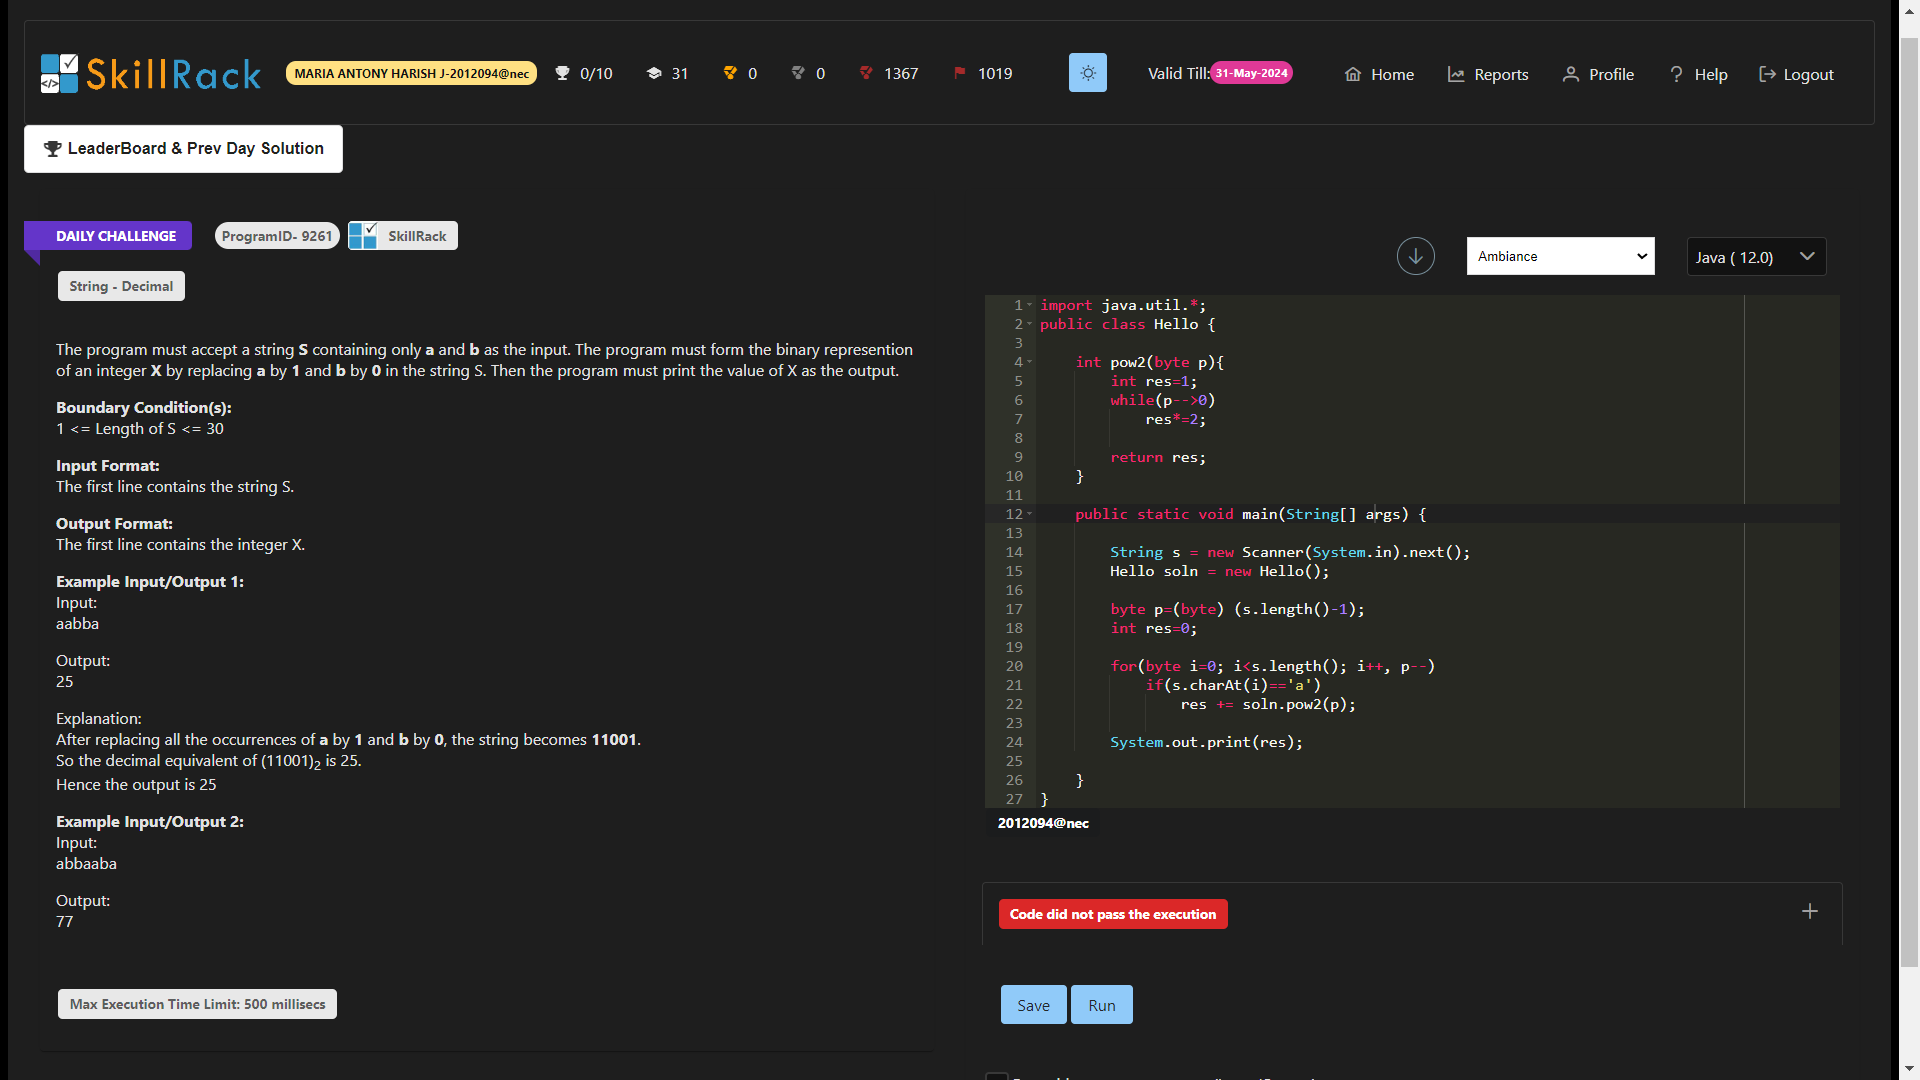 SkillRack
MARIA ANTONY HARISH J-2012094@nec
0/10
31
0
0
1367
1019
Valid Till: 31-May-2024
Home
Reports
Profile
Help
Logout
LeaderBoard & Prev Day Solution
DAILY CHALLENGE
ProgramID- 9261
SkillRack
String - Decimal
The program must accept a string S containing only a and b as the input. The program must form the binary represention
of an integer X by replacing a by 1 and b by 0 in the string S. Then the program must print the value of X as the output.
Boundary Condition(s):
1 <= Length of S <= 30
Input Format:
The first line contains the string S.
Output Format:
The first line contains the integer X.
Example Input/Output 1:
Input:
aabba
Output:
25
Explanation:
After replacing all the occurrences of a by 1 and b by 0, the string becomes 11001.
So the decimal equivalent of (11001)2 is 25.
Hence the output is 25
Example Input/Output 2:
Input:
abbaaba
Output:
77
Max Execution Time Limit: 500 millisecs
Ambiance
Java ( 12.0)
1 import java.util.*;
2 public class Hello {
3
4 int pow2(byte p){
5 int res=1;
6 while(p-->0)
7 res*=2;
8
9 return res;
10 }
11
12 public static void main(String[] args) {
13
14 String s = new Scanner(System.in).next();
15 Hello soln = new Hello();
16
17 byte p=(byte) (s.length()-1);
18 int res=0;
19
20 for(byte i=0; i<s.length(); i++, p--)
21 if(s.charAt(i)=='a')
22 res += soln.pow2(p);
23
24 System.out.print(res);
25
26 }
27 }
2012094@nec
Code did not pass the execution
Save
Run